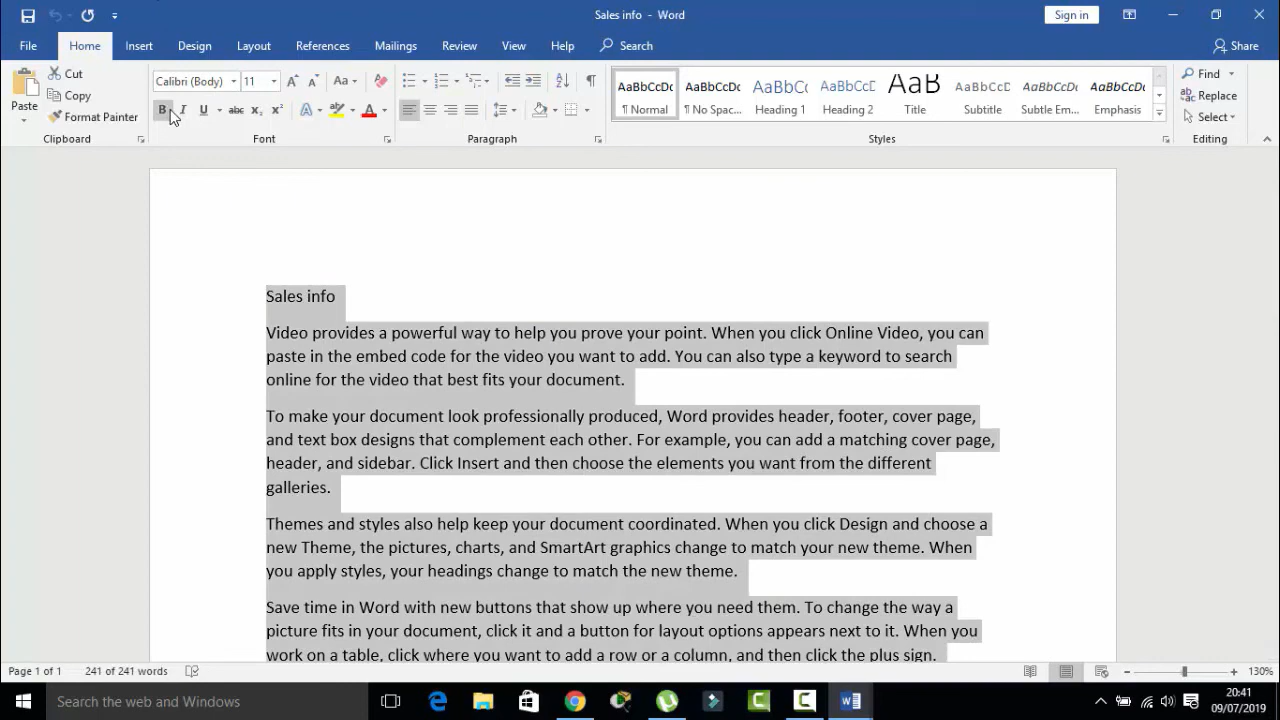 Sales info - Word
Sign in
File Home Insert Design Layout References Mailings Review View Help Search Share
Paste
Cut
Copy
Format Painter
Clipboard
Calibri (Body) 11
Aa
B I U abc x₂ x²
A A
Font
Paragraph
AaBbCcDc AaBbCcDc AaBbCc AaBbCcD AaB AaBbCcD AaBbCcDc AaBbCcDc
¶ Normal ¶ No Spac... Heading 1 Heading 2 Title Subtitle Subtle Em... Emphasis
Styles
Find
Replace
Select
Editing
Sales info
Video provides a powerful way to help you prove your point. When you click Online Video, you can
paste in the embed code for the video you want to add. You can also type a keyword to search
online for the video that best fits your document.
To make your document look professionally produced, Word provides header, footer, cover page,
and text box designs that complement each other. For example, you can add a matching cover page,
header, and sidebar. Click Insert and then choose the elements you want from the different
galleries.
Themes and styles also help keep your document coordinated. When you click Design and choose a
new Theme, the pictures, charts, and SmartArt graphics change to match your new theme. When
you apply styles, your headings change to match the new theme.
Save time in Word with new buttons that show up where you need them. To change the way a
picture fits in your document, click it and a button for layout options appears next to it. When you
work on a table, click where you want to add a row or a column, and then click the plus sign.
Page 1 of 1 241 of 241 words
130%
Search the web and Windows
20:41
09/07/2019